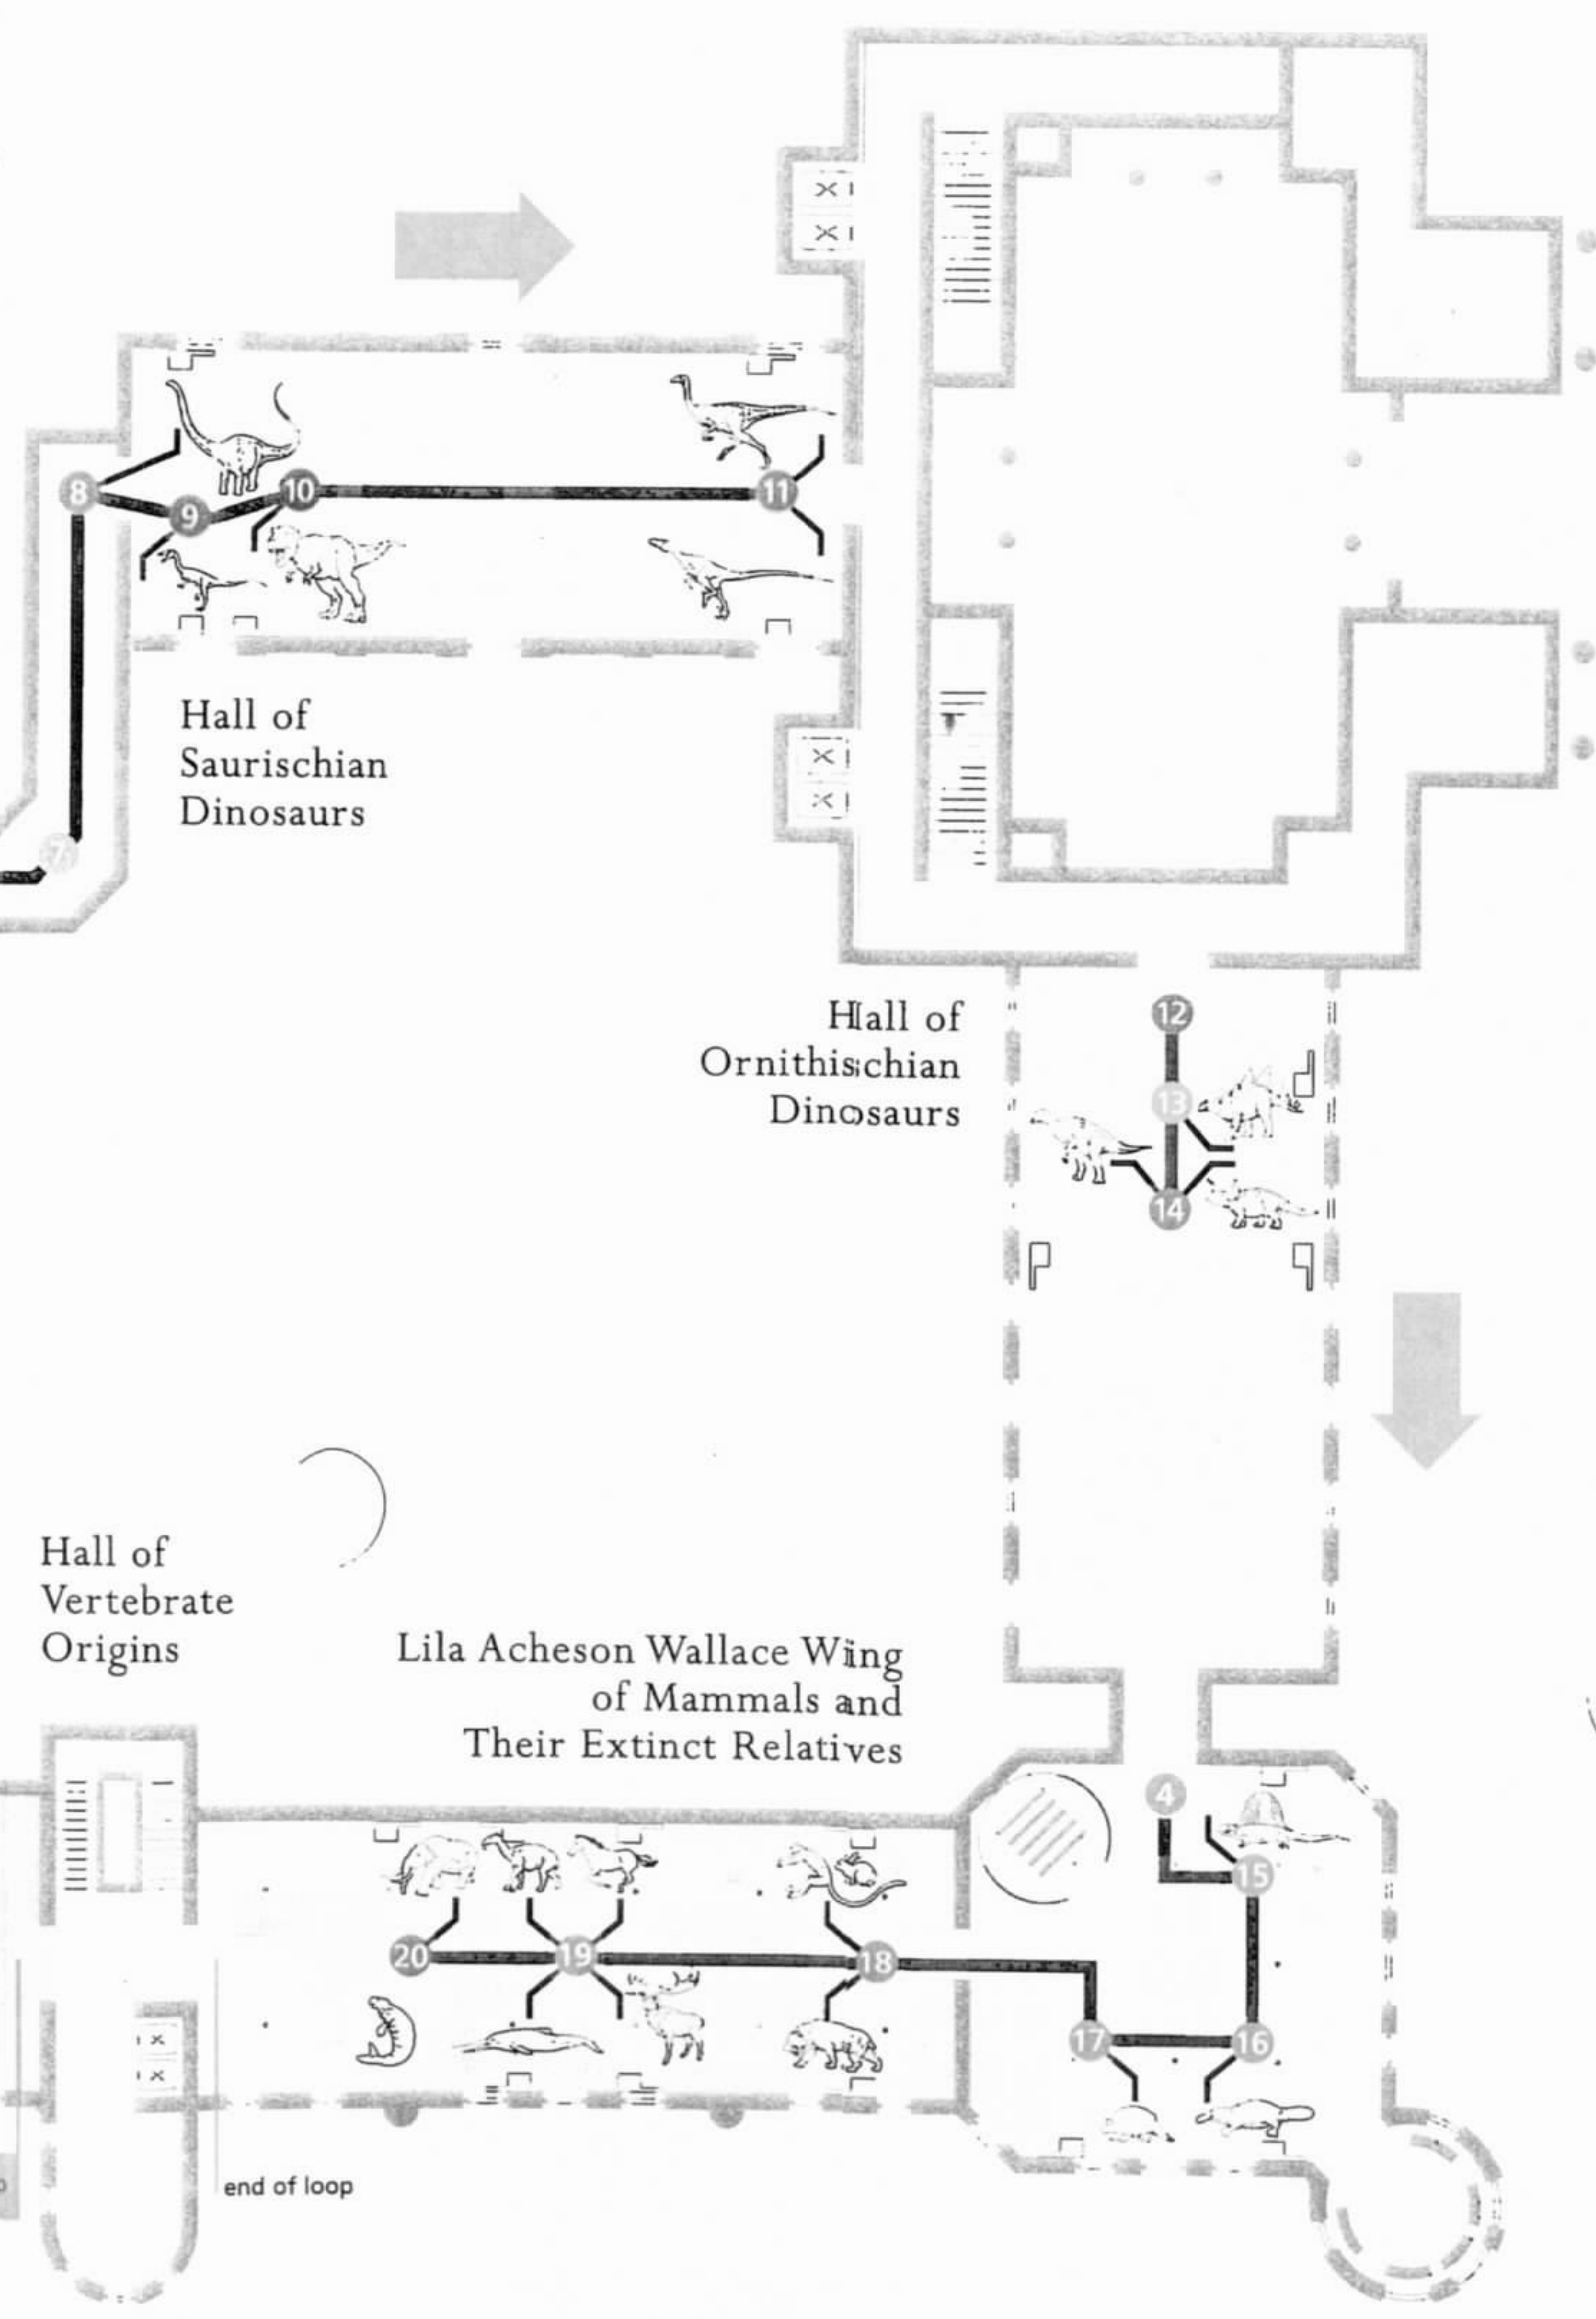 8
9
10
11
Hall of
Saurischian
Dinosaurs
7
Hall of
Ornithischian
Dinosaurs
12
13
14
Hall of
Vertebrate
Origins
Lila Acheson Wallace Wing
of Mammals and
Their Extinct Relatives
4
15
20
19
18
17
16
end of loop